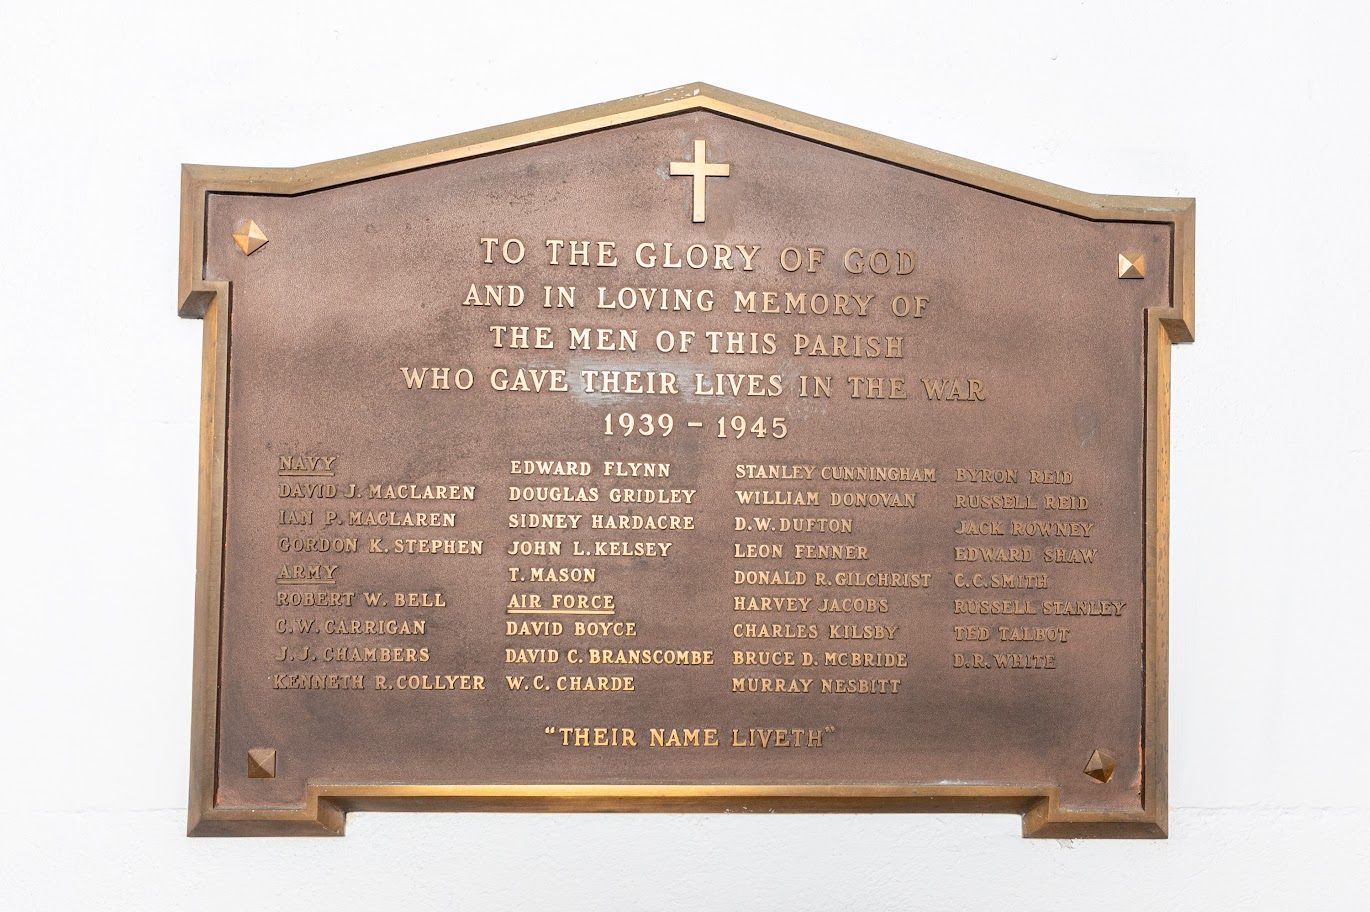 TO THE GLORY OF GOD
AND IN LOVING MEMORY OF
THE MEN OF THIS PARISH
WHO GAVE THEIR LIVES IN THE WAR
1939 - 1945
NAVY
DAVID J. MACLAREN
IAN P. MACLAREN
GORDON K. STEPHEN
ARMY
ROBERT W. BELL
C.W. CARRIGAN
J. J. CHAMBERS
KENNETH R. COLLYER
EDWARD FLYNN
DOUGLAS GRIDLEY
SIDNEY HARDACRE
JOHN L. KELSEY
T. MASON
AIR FORCE
DAVID BOYCE
DAVID C. BRANSCOMBE
W. C. CHARDE
STANLEY CUNNINGHAM
WILLIAM DONOVAN
D.W. DUFTON
LEON FENNER
DONALD R. GILCHRIST
HARVEY JACOBS
CHARLES KILSBY
BRUCE D. MCBRIDE
MURRAY NESBITT
BYRON REID
RUSSELL REID
JACK ROWNEY
EDWARD SHAW
C.C. SMITH
RUSSELL STANLEY
TED TALBOT
D.R. WHITE
"THEIR NAME LIVETH"